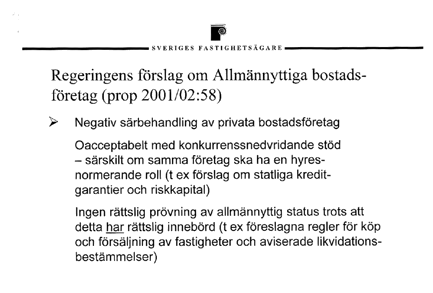 SVERIGES FASTIGHETSÄGARE
Regeringens förslag om Allmännyttiga bostads-
företag (prop 2001/02:58)
Negativ särbehandling av privata bostadsföretag
Oacceptabelt med konkurrenssnedvridande stöd
– särskilt om samma företag ska ha en hyres-
normerande roll (t ex förslag om statliga kredit-
garantier och riskkapital)
Ingen rättslig prövning av allmännyttig status trots att
detta har rättslig innebörd (t ex föreslagna regler för köp
och försäljning av fastigheter och aviserade likvidations-
bestämmelser)